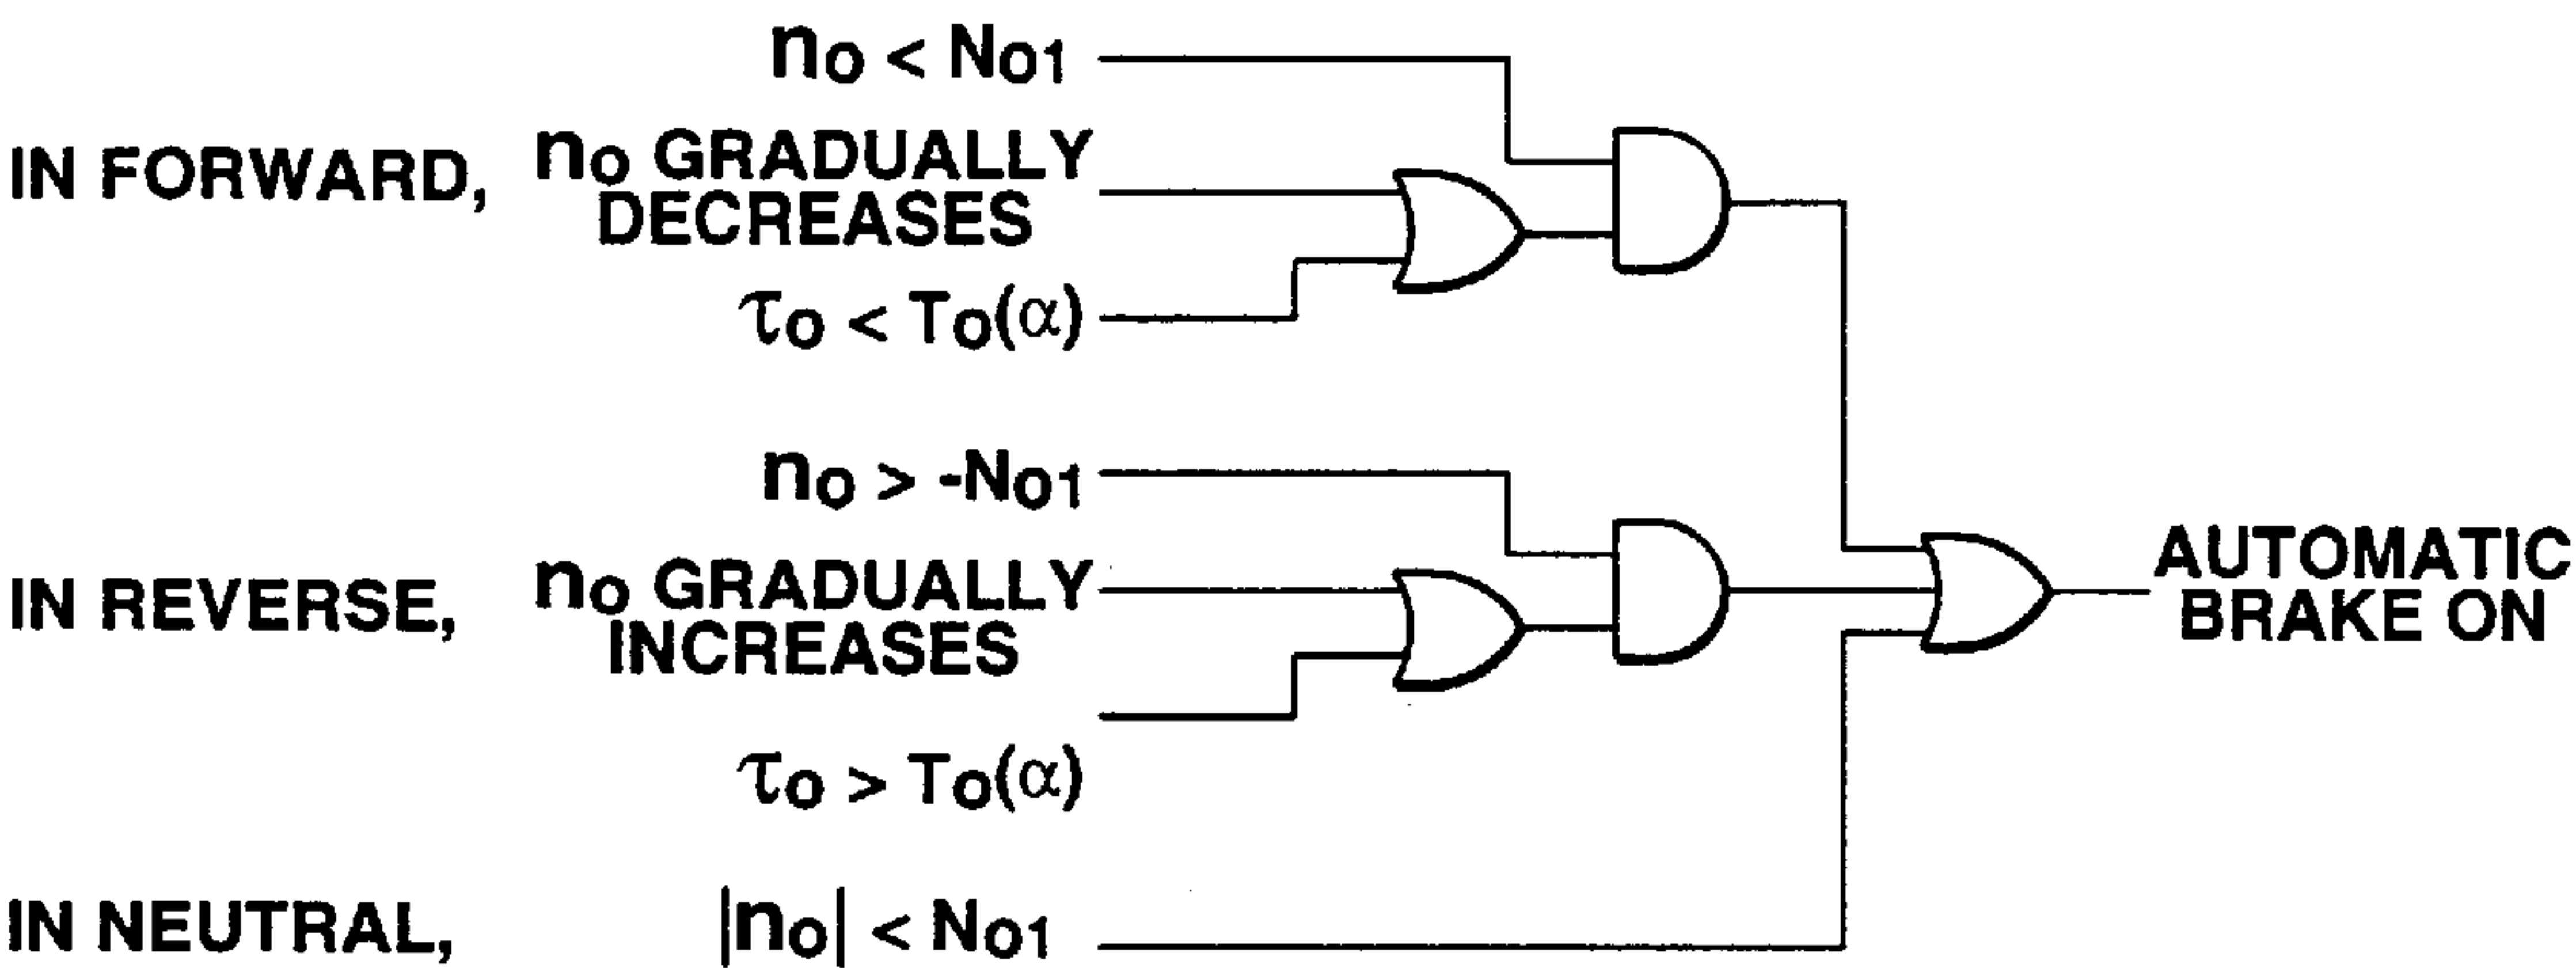 no < No1
IN FORWARD, no GRADUALLY
DECREASES
τo < To(α)
no > -No1
IN REVERSE, no GRADUALLY
INCREASES
τo > To(α)
IN NEUTRAL, |no| < No1
AUTOMATIC
BRAKE ON